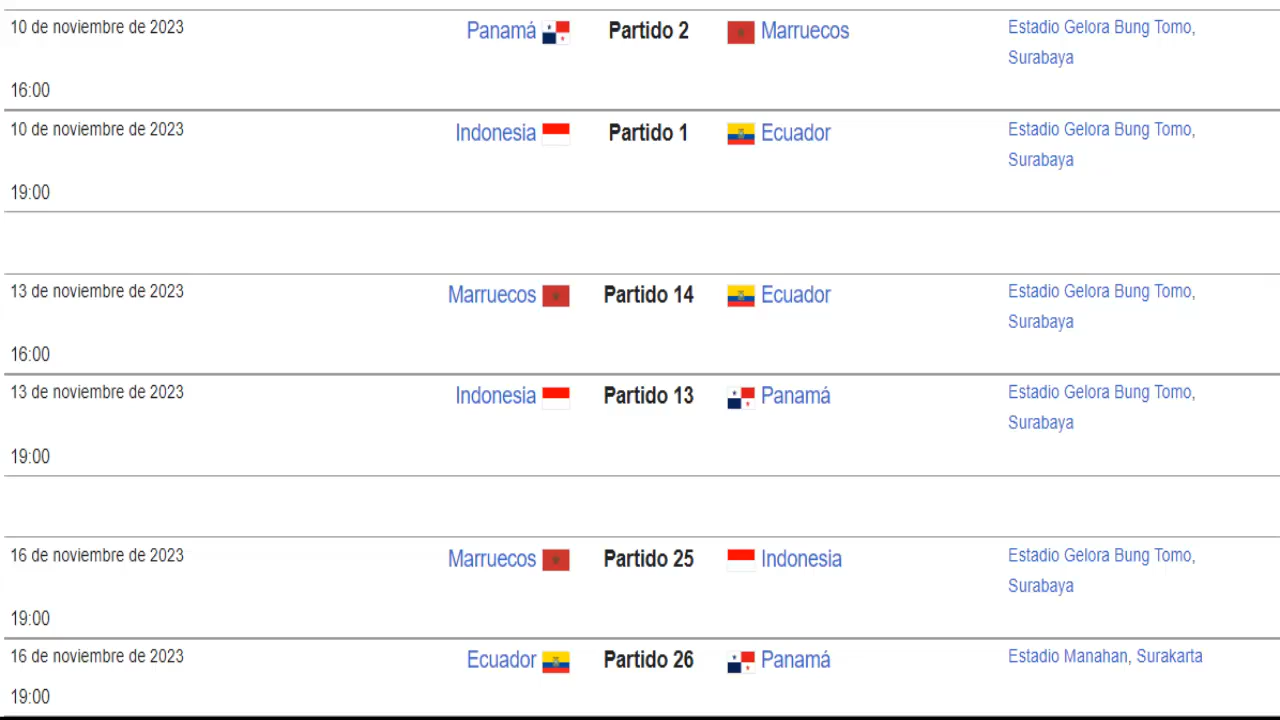 10 de noviembre de 2023 Panamá Partido 2 Marruecos Estadio Gelora Bung Tomo,
Surabaya
16:00
10 de noviembre de 2023 Indonesia Partido 1 Ecuador Estadio Gelora Bung Tomo,
Surabaya
19:00
13 de noviembre de 2023 Marruecos Partido 14 Ecuador Estadio Gelora Bung Tomo,
Surabaya
16:00
13 de noviembre de 2023 Indonesia Partido 13 Panamá Estadio Gelora Bung Tomo,
Surabaya
19:00
16 de noviembre de 2023 Marruecos Partido 25 Indonesia Estadio Gelora Bung Tomo,
Surabaya
19:00
16 de noviembre de 2023 Ecuador Partido 26 Panamá Estadio Manahan, Surakarta
19:00